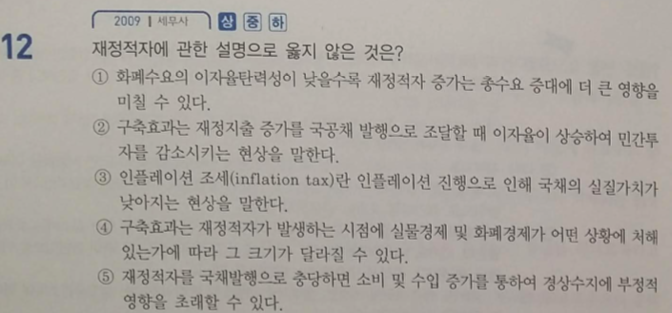 2009 | 세무사 상 중 하
12 재정적자에 관한 설명으로 옳지 않은 것은?
① 화폐수요의 이자율탄력성이 낮을수록 재정적자 증가는 총수요 증대에 더 큰 영향을
미칠 수 있다.
② 구축효과는 재정지출 증가를 국공채 발행으로 조달할 때 이자율이 상승하여 민간투
자를 감소시키는 현상을 말한다.
③ 인플레이션 조세(inflation tax)란 인플레이션 진행으로 인해 국채의 실질가치가
낮아지는 현상을 말한다.
④ 구축효과는 재정적자가 발생하는 시점에 실물경제 및 화폐경제가 어떤 상황에 처해
있는가에 따라 그 크기가 달라질 수 있다.
⑤ 재정적자를 국채발행으로 충당하면 소비 및 수입 증가를 통하여 경상수지에 부정적
영향을 초래할 수 있다.